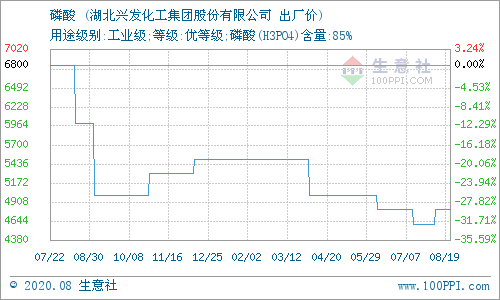 磷酸 (湖北兴发化工集团股份有限公司 出厂价)
用途级别:工业级;等级:优等级;磷酸(H3PO4)含量:85%
7020 3.24%
6800 0.00%
6492 -4.53%
6228 -8.41%
5964 -12.29%
5700 -16.18%
5436 -20.06%
5172 -23.94%
4908 -27.82%
4644 -31.71%
4380 -35.59%
生意社
100PPI.COM
07/22 08/30 10/08 11/16 12/25 02/02 03/12 04/20 05/29 07/07 08/19
© 2020.08 生意社 www.100PPI.com